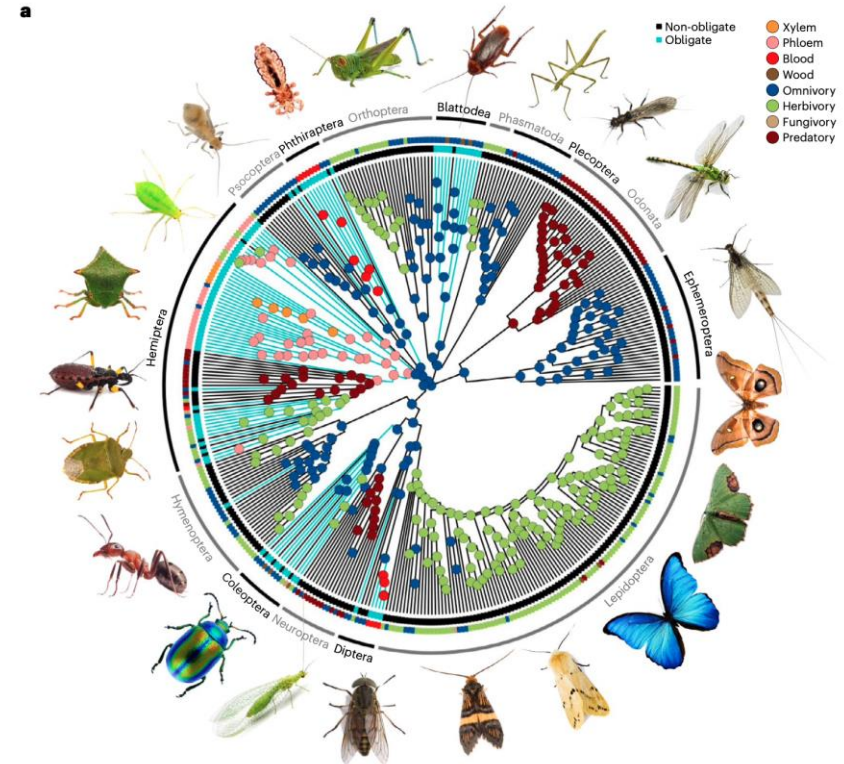 a
Non-obligate
Obligate
Xylem
Phloem
Blood
Wood
Omnivory
Herbivory
Fungivory
Predatory
Psocoptera
Phthiraptera
Orthoptera
Blattodea
Phasmatoda
Plecoptera
Odonata
Ephemeroptera
Lepidoptera
Diptera
Neuroptera
Coleoptera
Hymenoptera
Hemiptera